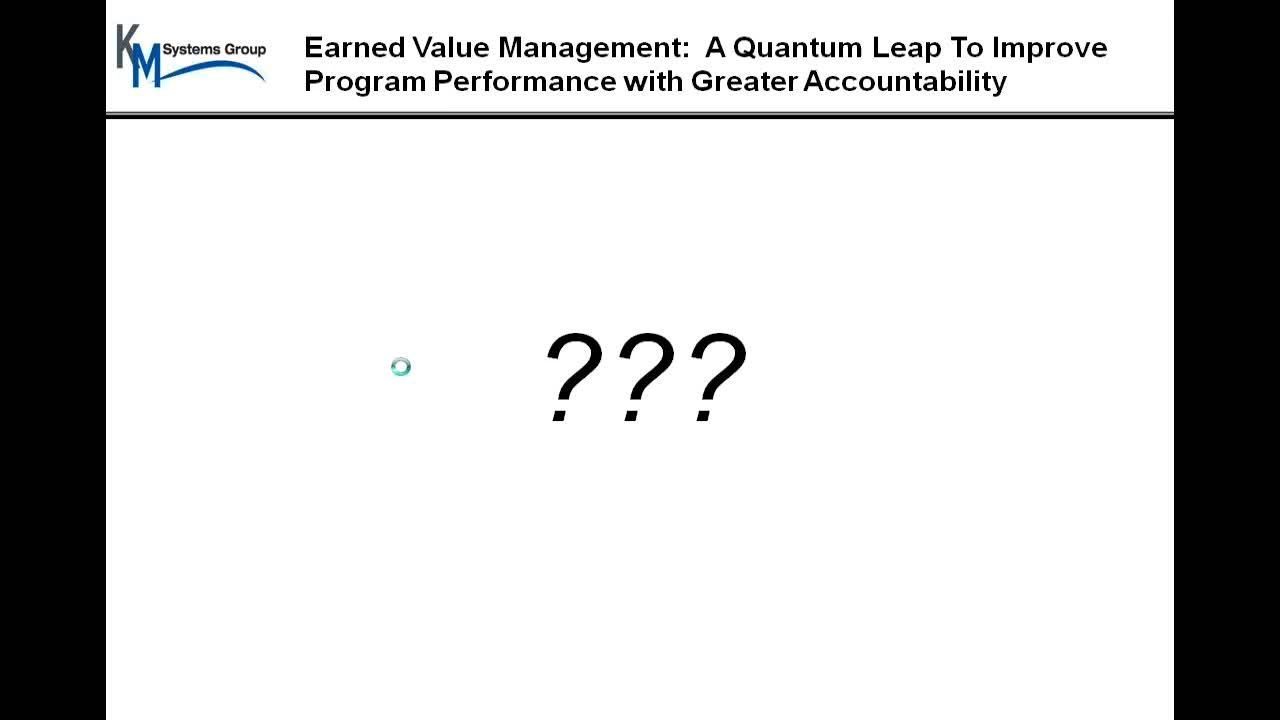 KM Systems Group
Earned Value Management: A Quantum Leap To Improve
Program Performance with Greater Accountability
???